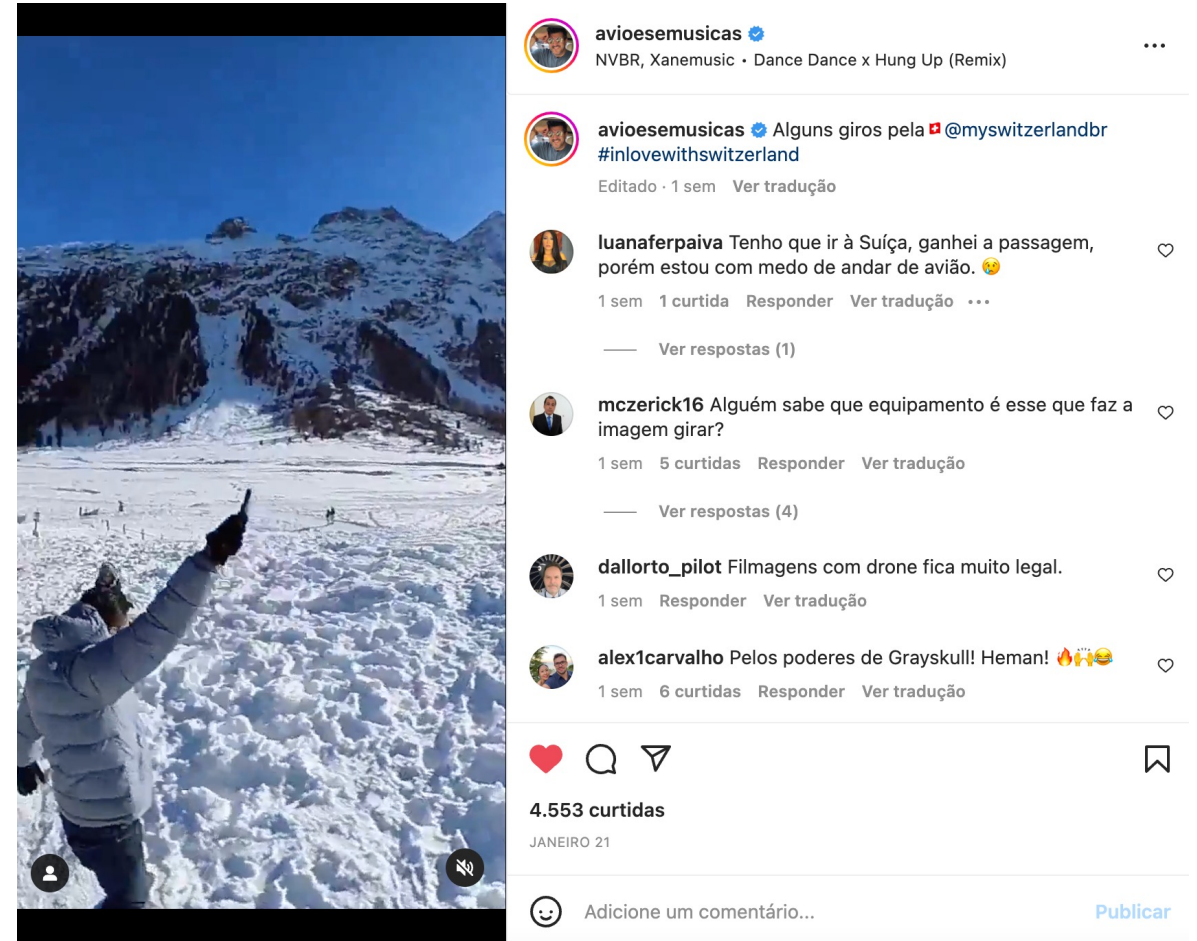 avioesemusicas
NVBR, Xanemusic • Dance Dance x Hung Up (Remix)
avioesemusicas Alguns giros pela 🇨🇭 @myswitzerlandbr
#inlovewithswitzerland
Editado · 1 sem Ver tradução
luanaferpaiva Tenho que ir à Suíça, ganhei a passagem,
porém estou com medo de andar de avião. 😢
1 sem 1 curtida Responder Ver tradução •••
Ver respostas (1)
mczerick16 Alguém sabe que equipamento é esse que faz a
imagem girar?
1 sem 5 curtidas Responder Ver tradução
Ver respostas (4)
dallorto_pilot Filmagens com drone fica muito legal.
1 sem Responder Ver tradução
alex1carvalho Pelos poderes de Grayskull! Heman! 🔥🙌😂
1 sem 6 curtidas Responder Ver tradução
4.553 curtidas
JANEIRO 21
Adicione um comentário... Publicar